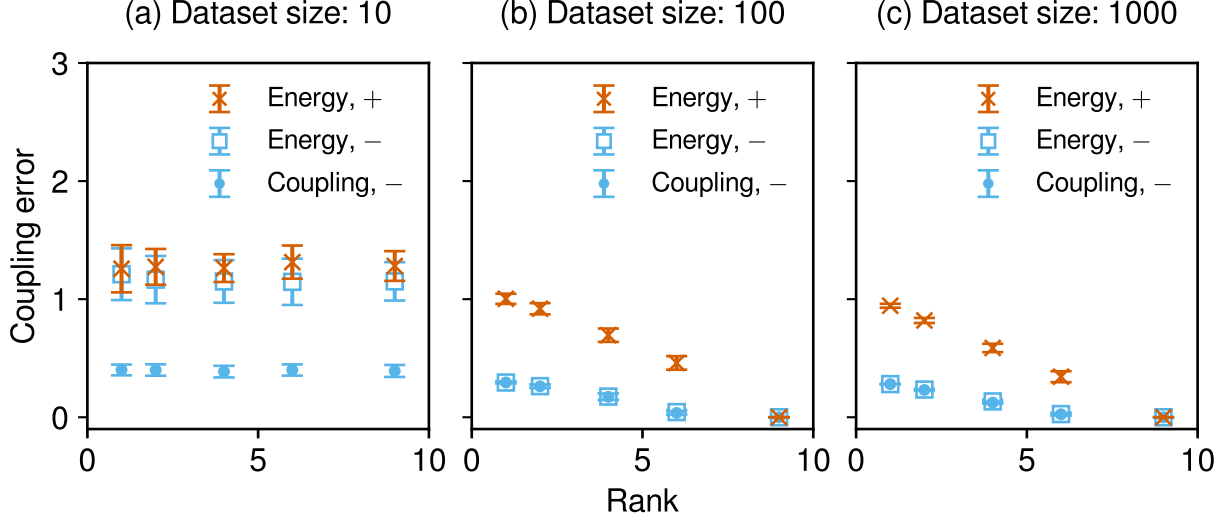 (a) Dataset size: 10
(b) Dataset size: 100
(c) Dataset size: 1000
Coupling error
3
2
1
0
Energy, +
Energy, −
Coupling, −
Energy, +
Energy, −
Coupling, −
Energy, +
Energy, −
Coupling, −
0
5
10
0
5
10
0
5
10
Rank